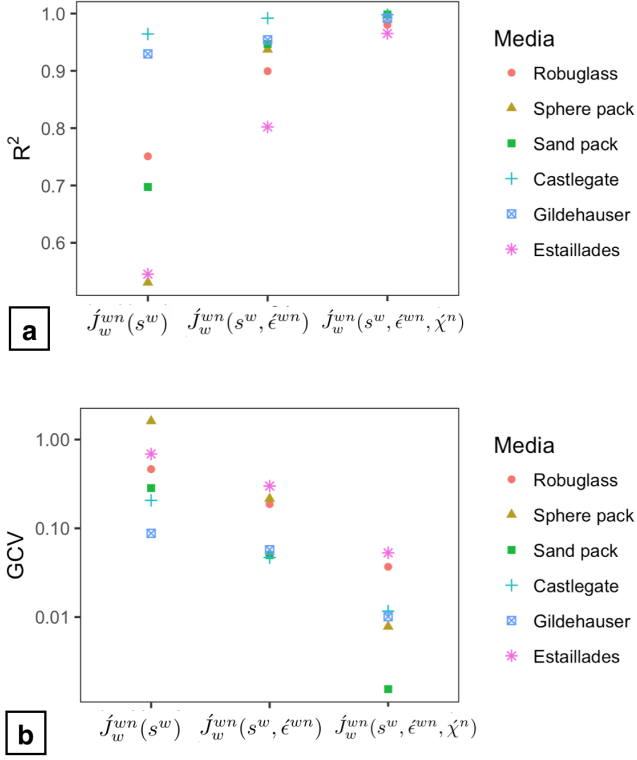 1.0
0.9
0.8
0.7
0.6
R²
J́_w^{wn}(s^w) J́_w^{wn}(s^w, έ^{wn}) J́_w^{wn}(s^w, έ^{wn}, χ́^n)
Media
Robuglass
Sphere pack
Sand pack
Castlegate
Gildehauser
Estaillades
a
1.00
0.10
0.01
GCV
J́_w^{wn}(s^w) J́_w^{wn}(s^w, έ^{wn}) J́_w^{wn}(s^w, έ^{wn}, χ́^n)
Media
Robuglass
Sphere pack
Sand pack
Castlegate
Gildehauser
Estaillades
b